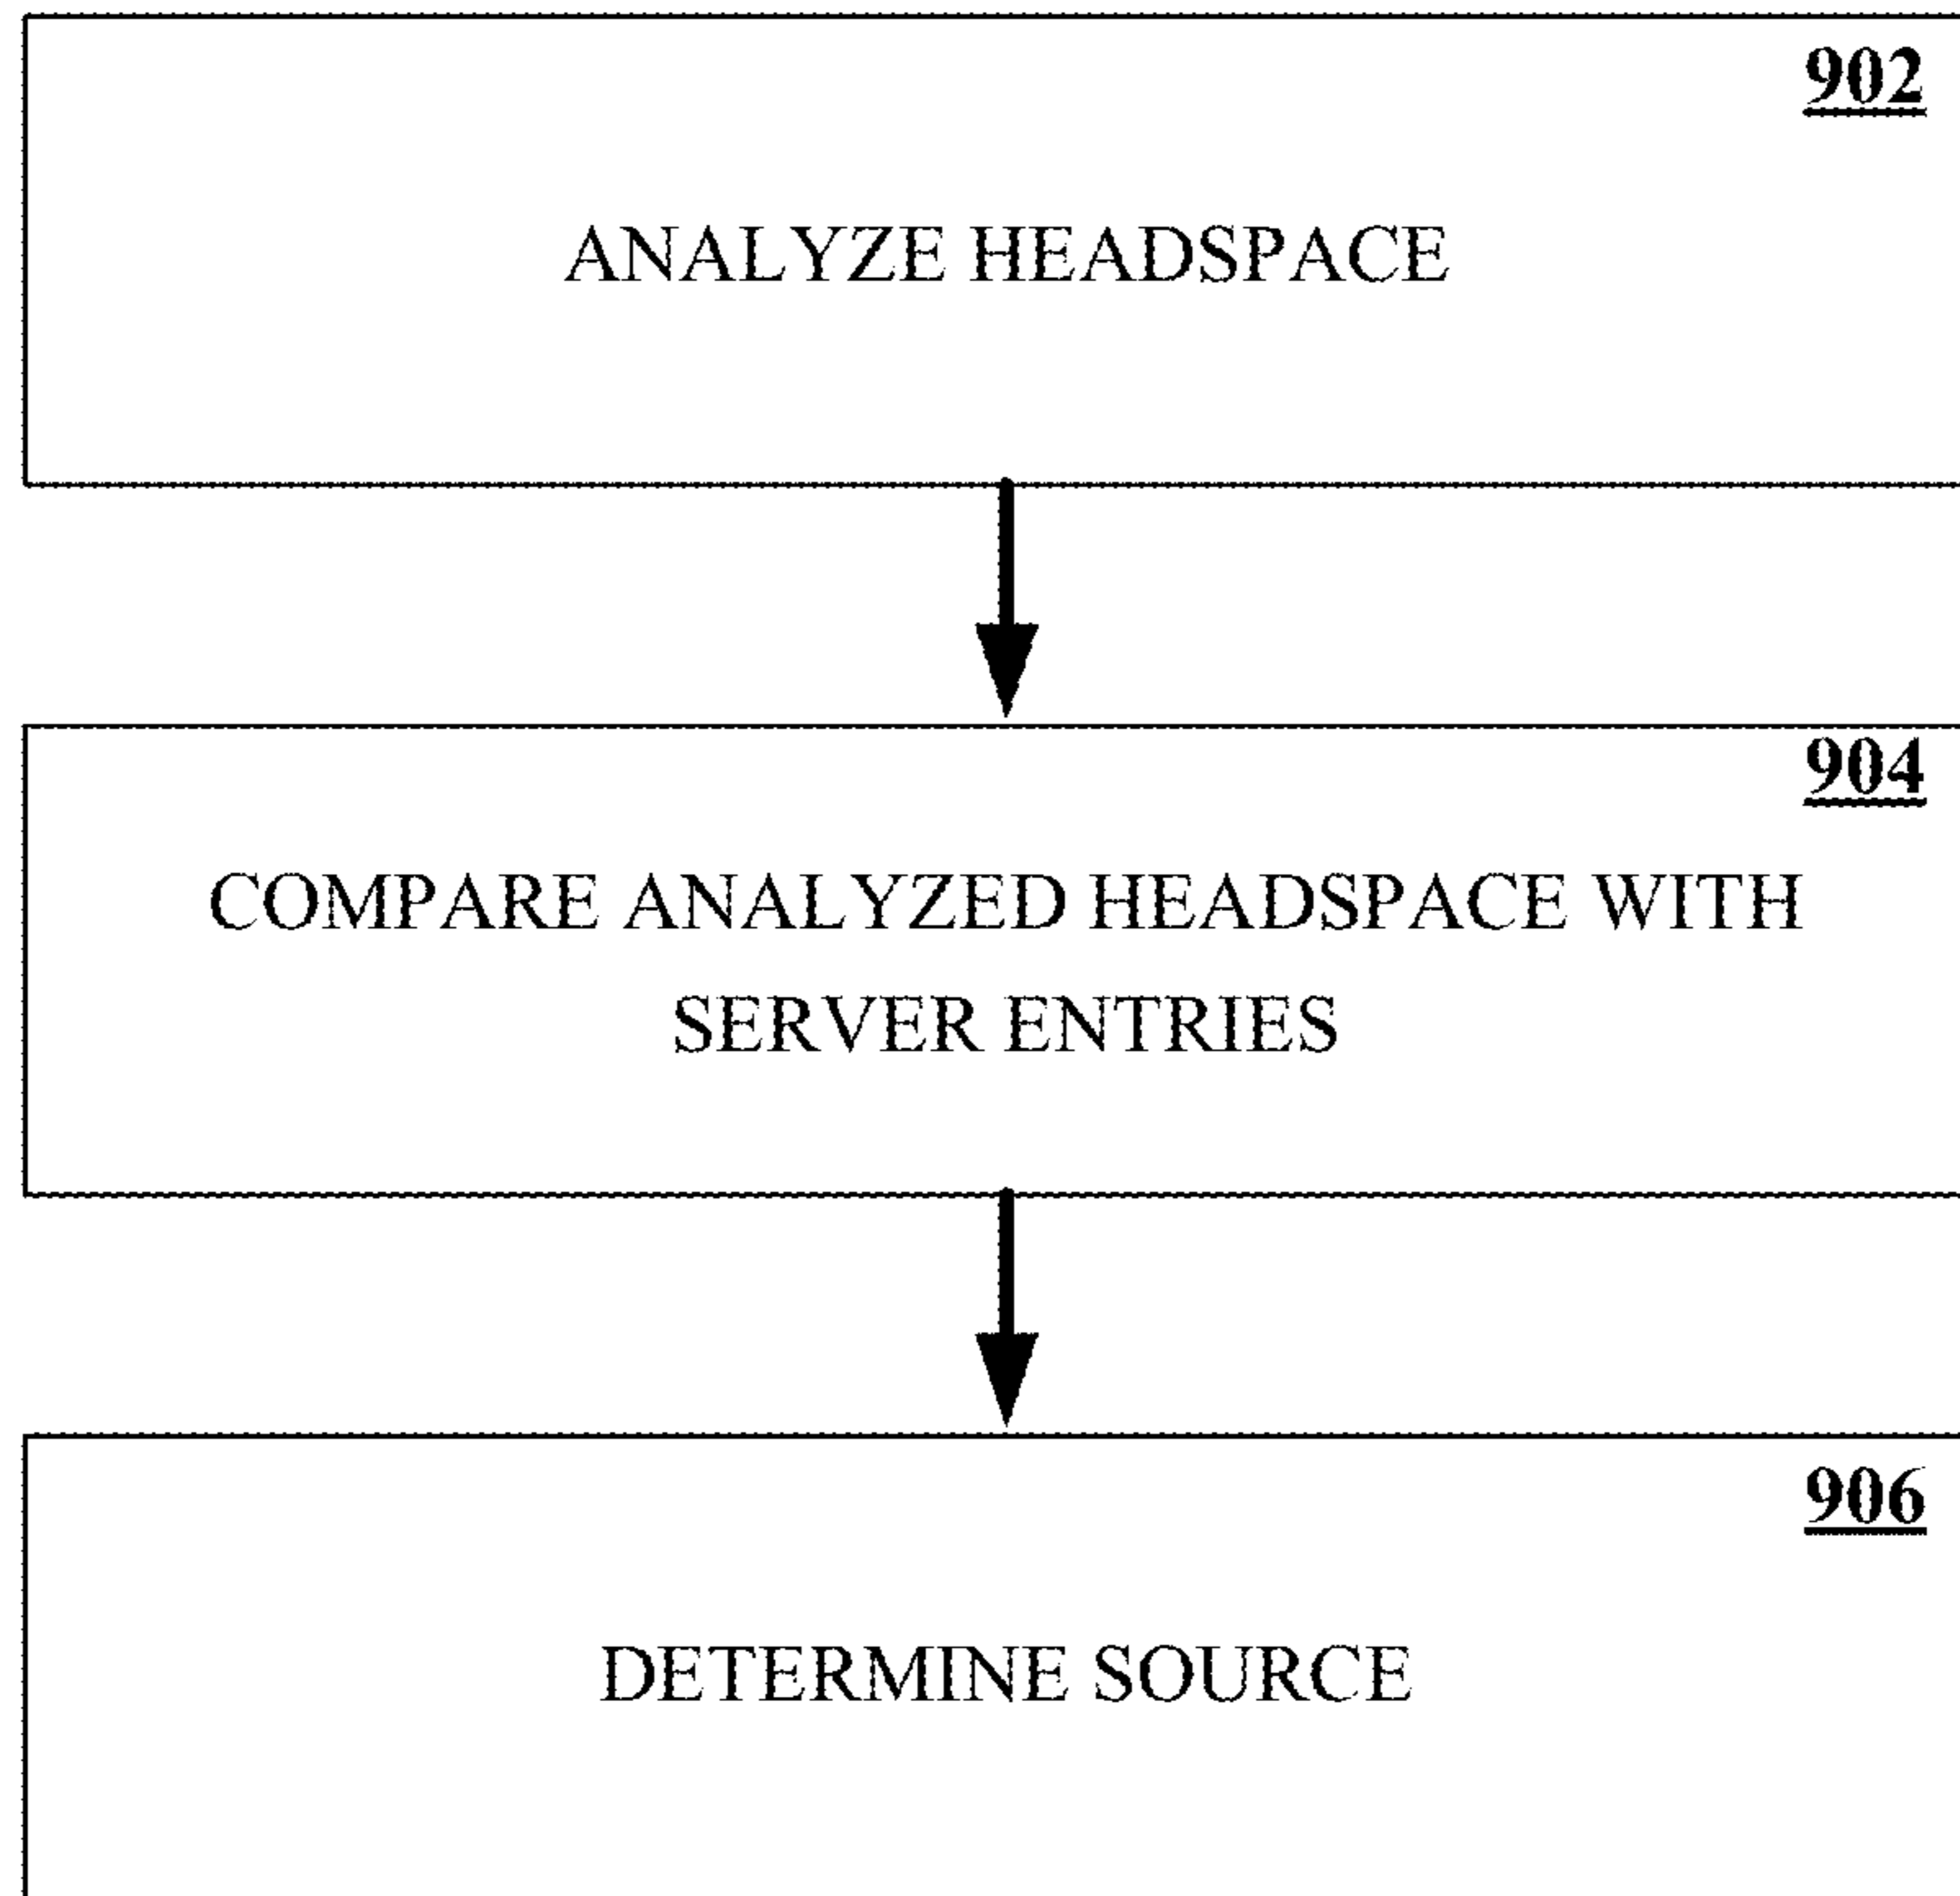 902
ANALYZE HEADSPACE
904
COMPARE ANALYZED HEADSPACE WITH
SERVER ENTRIES
906
DETERMINE SOURCE